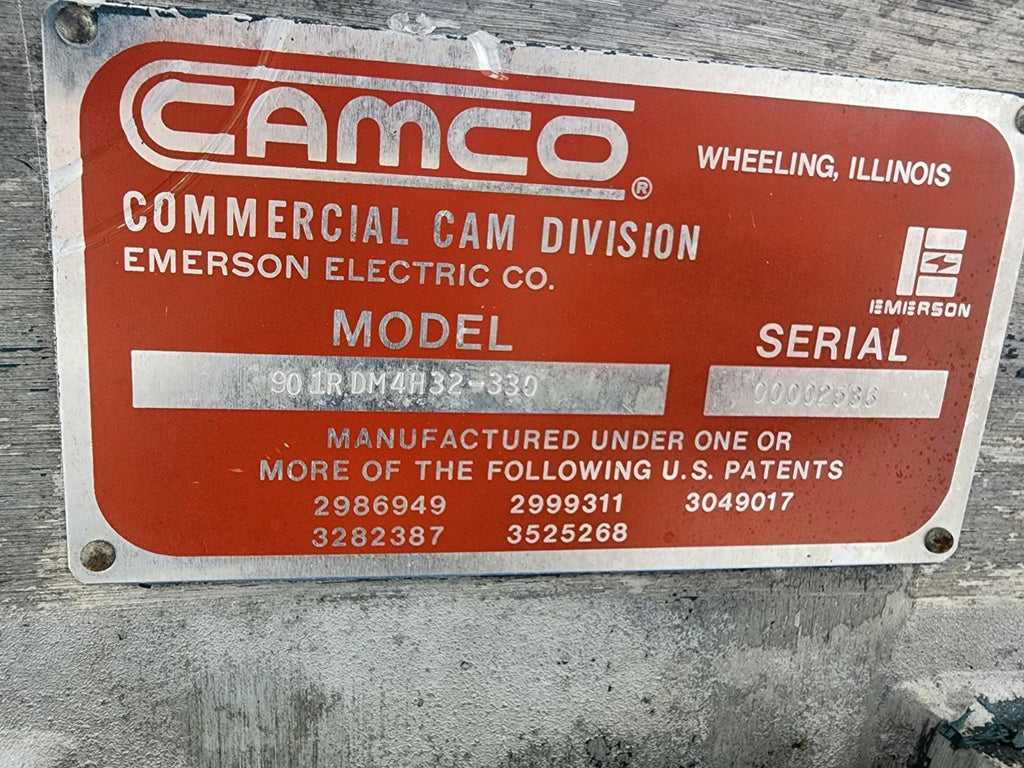 CAMCO®
WHEELING, ILLINOIS
COMMERCIAL CAM DIVISION
EMERSON ELECTRIC CO.
EMERSON
MODEL
SERIAL
901RDM4H32-330
MANUFACTURED UNDER ONE OR
MORE OF THE FOLLOWING U.S. PATENTS
2986949 2999311 3049017
3282387 3525268